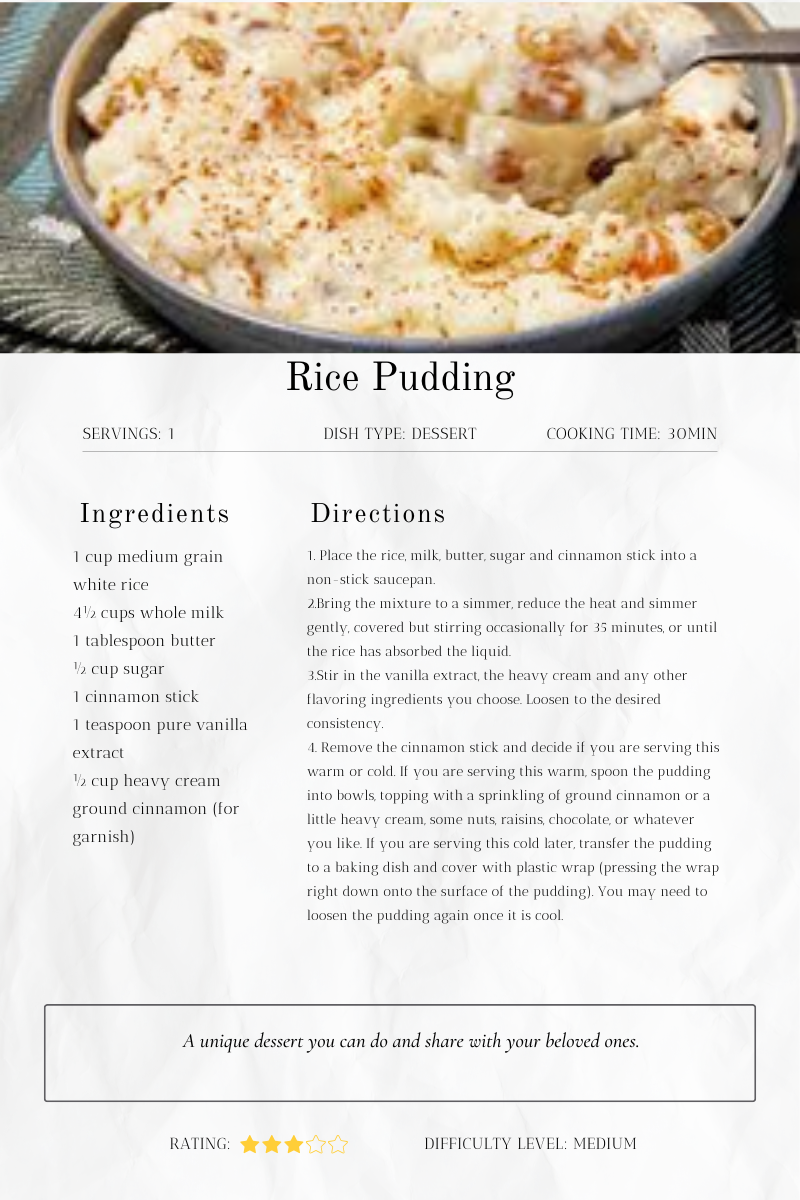 Rice Pudding
SERVINGS: 1
DISH TYPE: DESSERT
COOKING TIME: 30MIN
Ingredients
1 cup medium grain
white rice
4½ cups whole milk
1 tablespoon butter
½ cup sugar
1 cinnamon stick
1 teaspoon pure vanilla
extract
½ cup heavy cream
ground cinnamon (for
garnish)
Directions
1. Place the rice, milk, butter, sugar and cinnamon stick into a
non-stick saucepan.
2.Bring the mixture to a simmer, reduce the heat and simmer
gently, covered but stirring occasionally for 35 minutes, or until
the rice has absorbed the liquid.
3.Stir in the vanilla extract, the heavy cream and any other
flavoring ingredients you choose. Loosen to the desired
consistency.
4. Remove the cinnamon stick and decide if you are serving this
warm or cold. If you are serving this warm, spoon the pudding
into bowls, topping with a sprinkling of ground cinnamon or a
little heavy cream, some nuts, raisins, chocolate, or whatever
you like. If you are serving this cold later, transfer the pudding
to a baking dish and cover with plastic wrap (pressing the wrap
right down onto the surface of the pudding). You may need to
loosen the pudding again once it is cool.
A unique dessert you can do and share with your beloved ones.
RATING:
DIFFICULTY LEVEL: MEDIUM